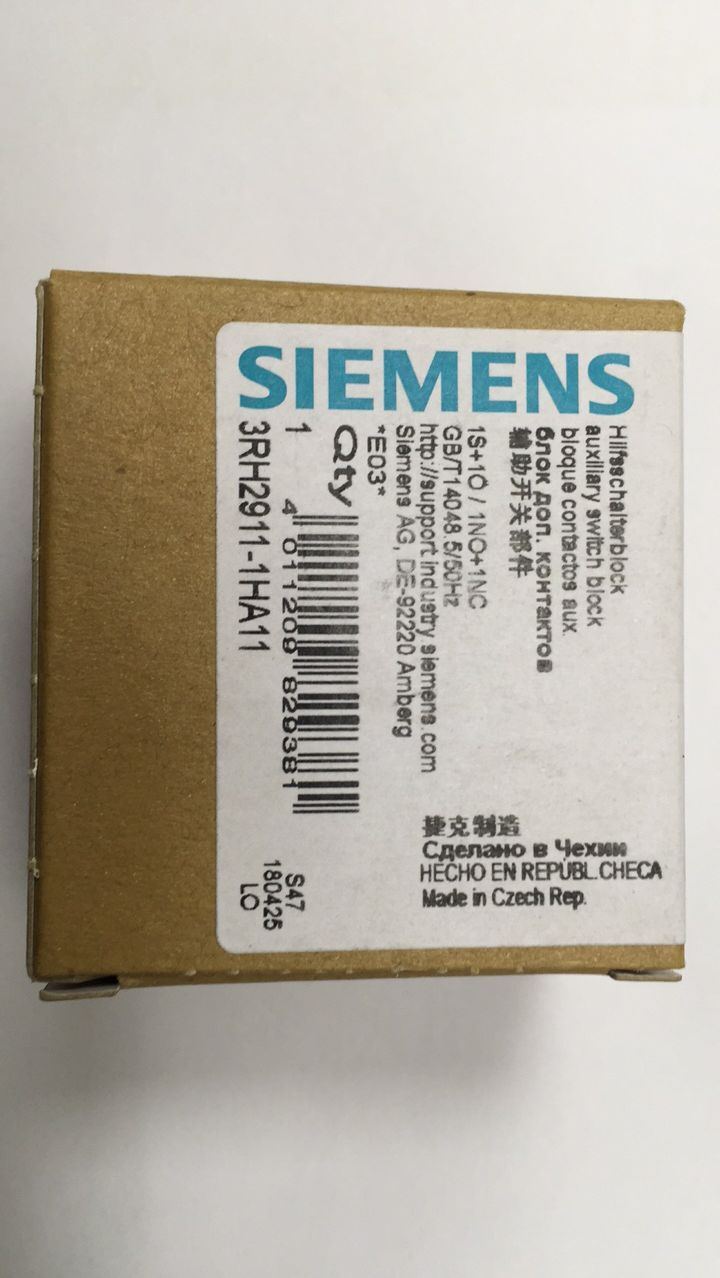 SIEMENS
Hilfsschalterblock
auxiliary switch block
bloque contactos aux.
блок доп. контактов
辅助开关部件
1S+1Ö / 1NO+1NC
GB/T14048.5/50Hz
http://support.industry.siemens.com
Siemens AG, DE-92220 Amberg
*E03*
Qty
1
4 011209 829381
3RH2911-1HA11
捷克制造
Сделано в Чехии
HECHO EN REPÚBL.CHECA
Made in Czech Rep.
S47
180425
LO